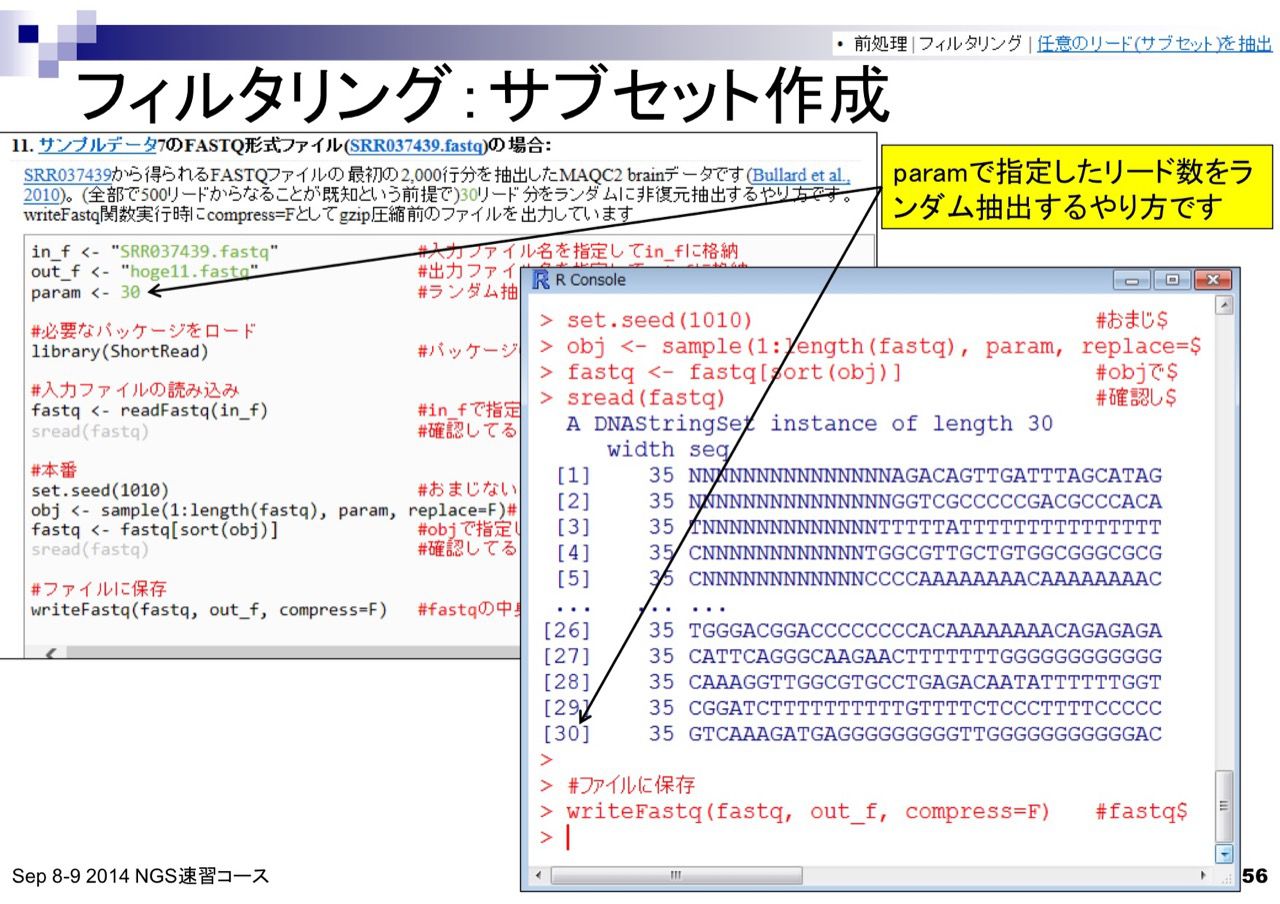 • 前処理 | フィルタリング | 任意のリード(サブセット)を抽出
フィルタリング：サブセット作成
11. サンプルデータ7のFASTQ形式ファイル(SRR037439.fastq)の場合:
SRR037439から得られるFASTQファイルの最初の2,000行分を抽出したMAQC2 brainデータです(Bullard et al.,
2010)。(全部で500リードからなることが既知という前提で)30リード分をランダムに非復元抽出するやり方です。
writeFastq関数実行時にcompress=Fとしてgzip圧縮前のファイルを出力しています
paramで指定したリード数をラ
ンダム抽出するやり方です
in_f <- "SRR037439.fastq" #入力ファイル名を指定してin_fに格納
out_f <- "hoge11.fastq" #出力ファイル
param <- 30 #ランダム抽
#必要なパッケージをロード
library(ShortRead) #パッケージ
#入力ファイルの読み込み
fastq <- readFastq(in_f) #in_fで指定
sread(fastq) #確認してる
#本番
set.seed(1010) #おまじない
obj <- sample(1:length(fastq), param, replace=F)#
fastq <- fastq[sort(obj)] #objで指定し
sread(fastq) #確認してる
#ファイルに保存
writeFastq(fastq, out_f, compress=F) #fastqの中身
R Console
> set.seed(1010) #おまじ$
> obj <- sample(1:length(fastq), param, replace=$
> fastq <- fastq[sort(obj)] #objで$
> sread(fastq) #確認し$
A DNAStringSet instance of length 30
width seq
[1] 35 NNNNNNNNNNNNNNNAGACAGTTGATTTAGCATAG
[2] 35 NNNNNNNNNNNNNNNGGTCGCCCCCGACGCCCACA
[3] 35 TNNNNNNNNNNNNNTTTTTATTTTTTTTTTTTTTT
[4] 35 CNNNNNNNNNNNNNTGGCGTTGCTGTGGCGGGCGCG
[5] 35 CNNNNNNNNNNNNNCCCCAAAAAAAACAAAAAAAAC
... ... ...
[26] 35 TGGGACGGACCCCCCCCACAAAAAAAACAGAGAGA
[27] 35 CATTCAGGGCAAGAACTTTTTTTGGGGGGGGGGGG
[28] 35 CAAAGGTTGGCGTGCCTGAGACAATATTTTTTGGT
[29] 35 CGGATCTTTTTTTTTTGTTTTCTCCCTTTTCCCCC
[30] 35 GTCAAAGATGAGGGGGGGGGTTGGGGGGGGGGGAC
>
> #ファイルに保存
> writeFastq(fastq, out_f, compress=F) #fastq$
>
Sep 8-9 2014 NGS速習コース
56